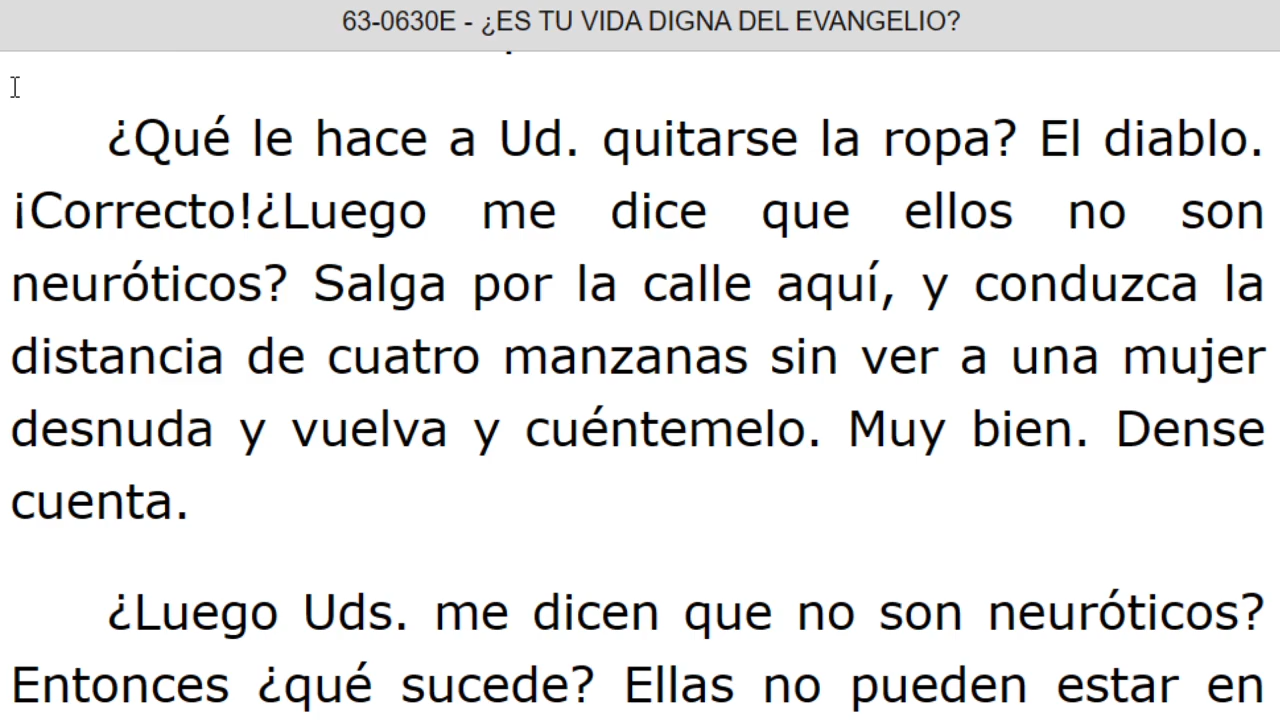 63-0630E - ¿ES TU VIDA DIGNA DEL EVANGELIO?
¿Qué le hace a Ud. quitarse la ropa? El diablo.
¡Correcto!¿Luego me dice que ellos no son
neuróticos? Salga por la calle aquí, y conduzca la
distancia de cuatro manzanas sin ver a una mujer
desnuda y vuelva y cuéntemelo. Muy bien. Dense
cuenta.
¿Luego Uds. me dicen que no son neuróticos?
Entonces ¿qué sucede? Ellas no pueden estar en